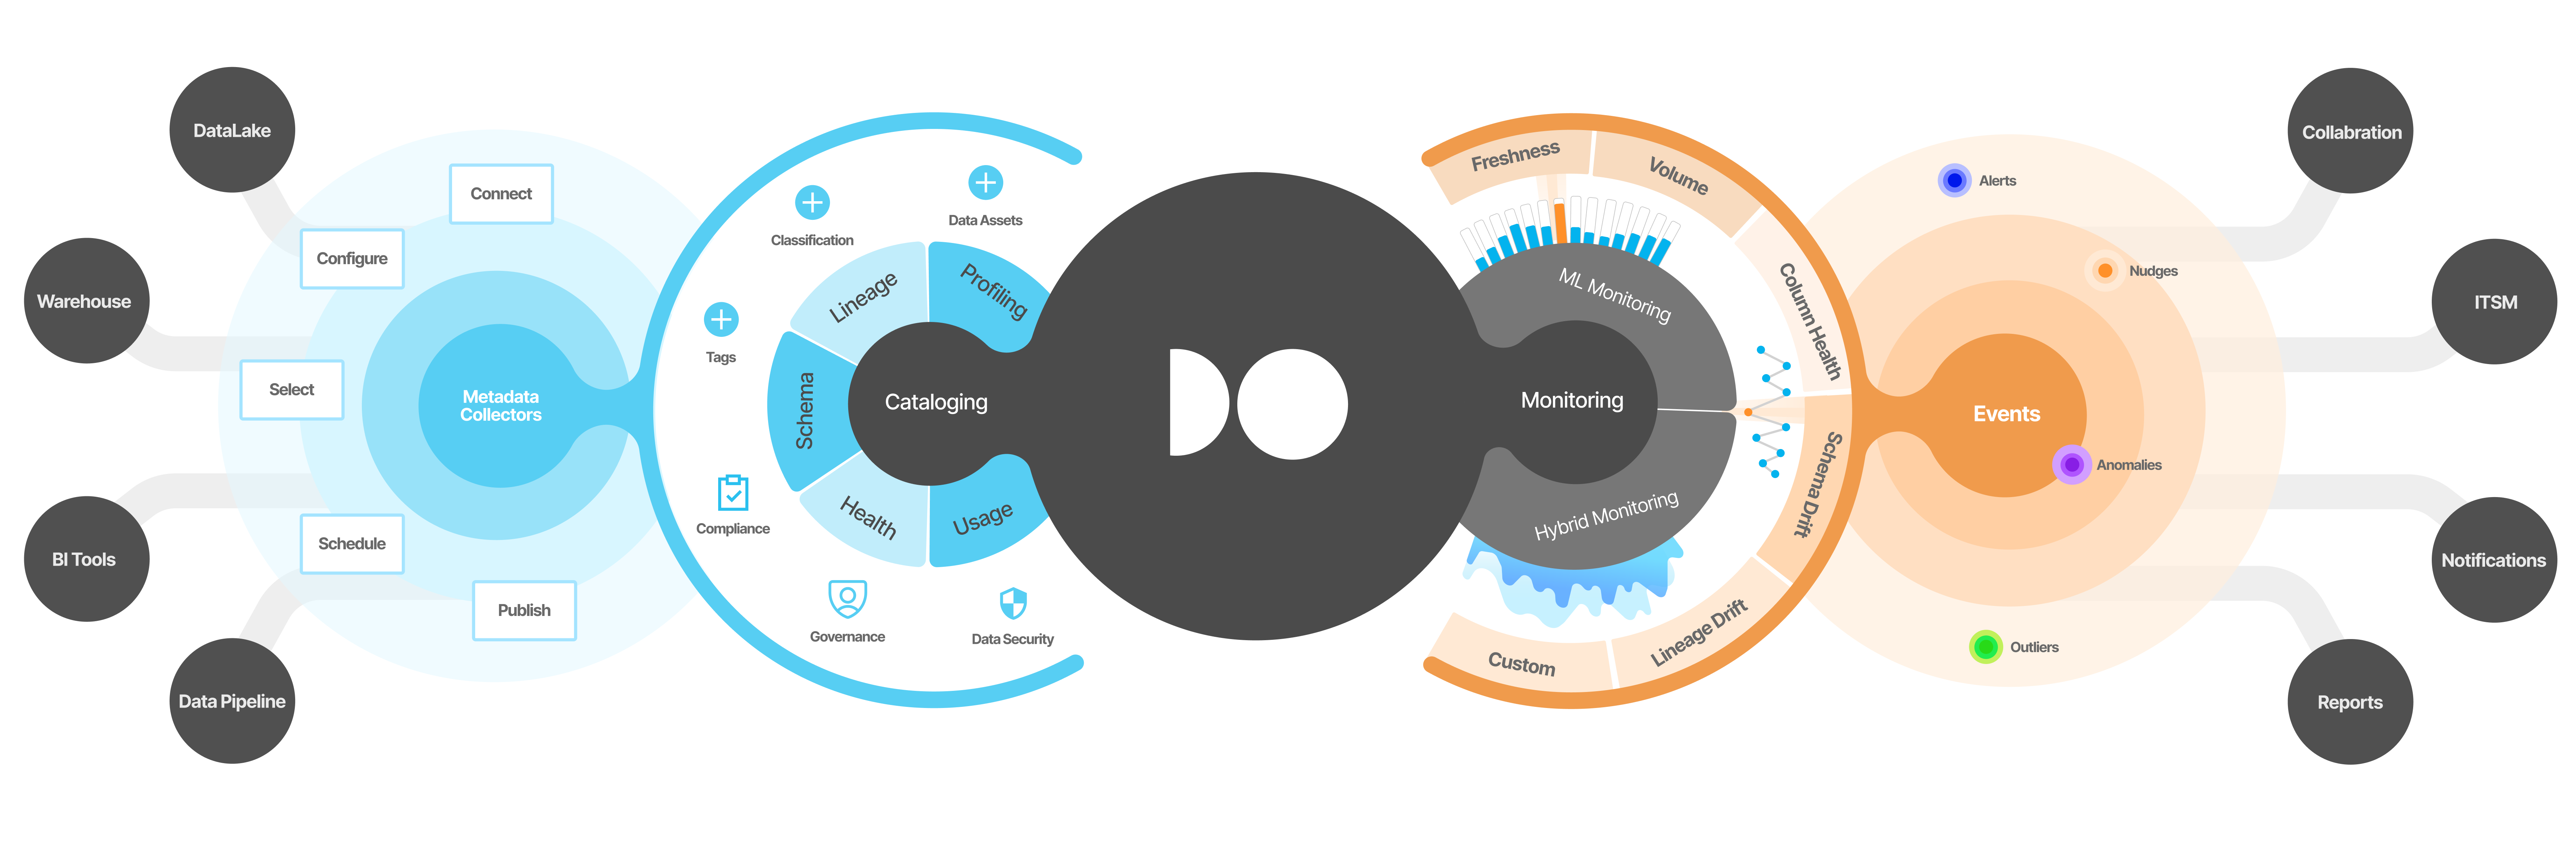 DataLake
Warehouse
BI Tools
Data Pipeline
Connect
Configure
Select
Schedule
Publish
Metadata
Collectors
Classification
Data Assets
Tags
Compliance
Governance
Data Security
Lineage
Profiling
Schema
Health
Usage
Cataloging
Monitoring
ML Monitoring
Hybrid Monitoring
Freshness
Volume
Column Health
Schema Drift
Lineage Drift
Custom
Events
Alerts
Nudges
Anomalies
Outliers
Collabration
ITSM
Notifications
Reports